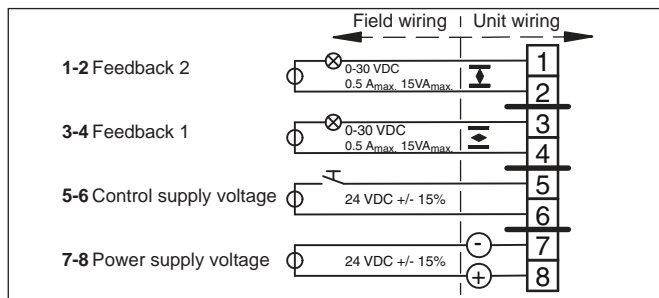 Field wiring Unit wiring
1-2 Feedback 2
0-30 VDC
0.5 Amax. 15VAmax.
1
2
3-4 Feedback 1
0-30 VDC
0.5 Amax. 15VAmax.
3
4
5-6 Control supply voltage
24 VDC +/- 15%
5
6
7-8 Power supply voltage
24 VDC +/- 15%
-
+
7
8